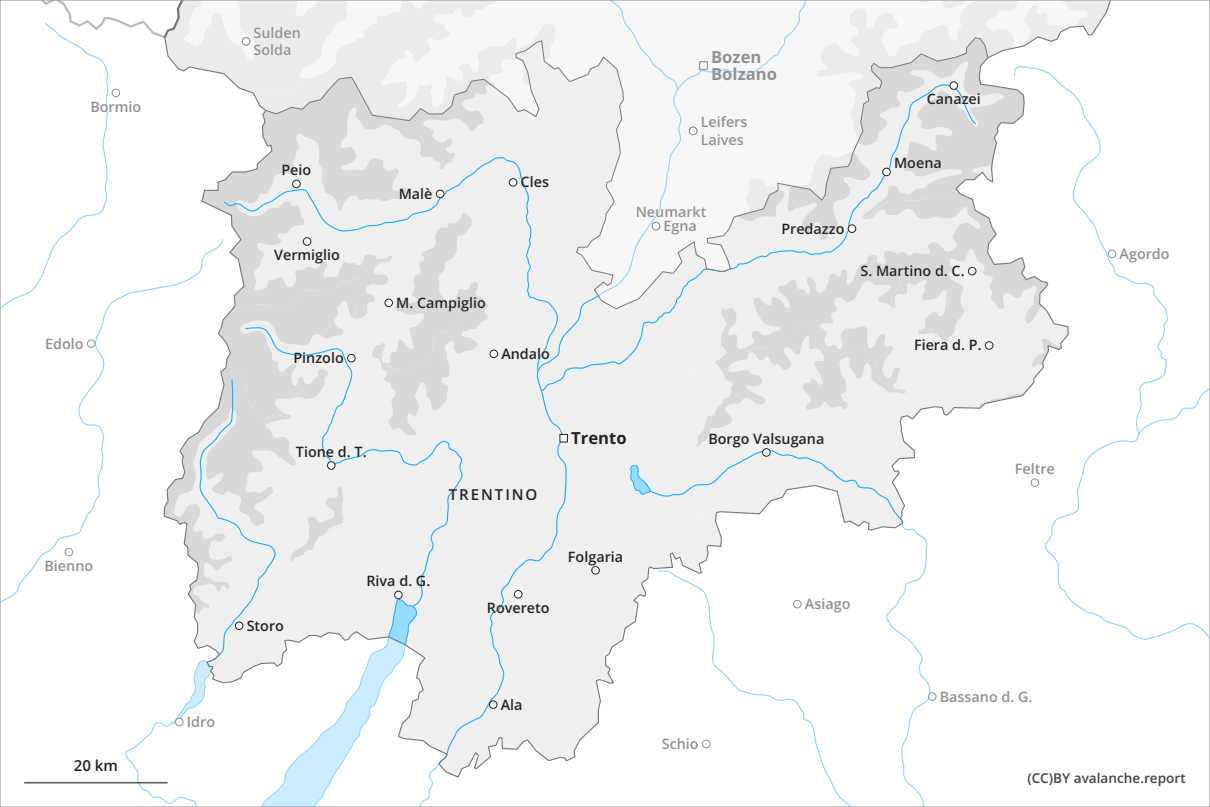 Sulden
Solda
Bozen
Bolzano
Bormio
Canazei
Leifers
Laives
Moena
Peio
Malè
Cles
Neumarkt
Egna
Predazzo
Vermiglio
Agordo
S. Martino d. C.
M. Campiglio
Edolo
Fiera d. P.
Pinzolo
Andalo
Trento
Borgo Valsugana
Tione d. T.
Feltre
TRENTINO
Bienno
Folgaria
Riva d. G.
Rovereto
Asiago
Storo
Bassano d. G.
Ala
Idro
Schio
20 km
(CC)BY avalanche.report